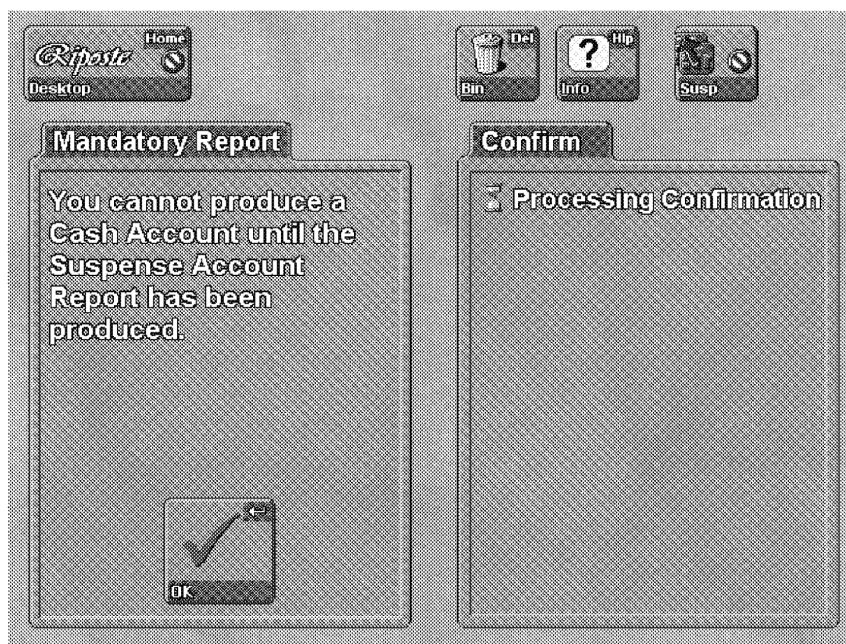 Riposte
Home
Desktop
Del
Bin
?
Hlp
Info
Susp
Mandatory Report
You cannot produce a
Cash Account until the
Suspense Account
Report has been
produced.
OK
Confirm
Processing Confirmation